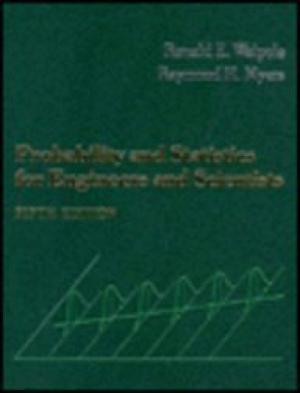 Ronald E. Walpole
Raymond H. Myers
Probability and Statistics
for Engineers and Scientists
FIFTH EDITION